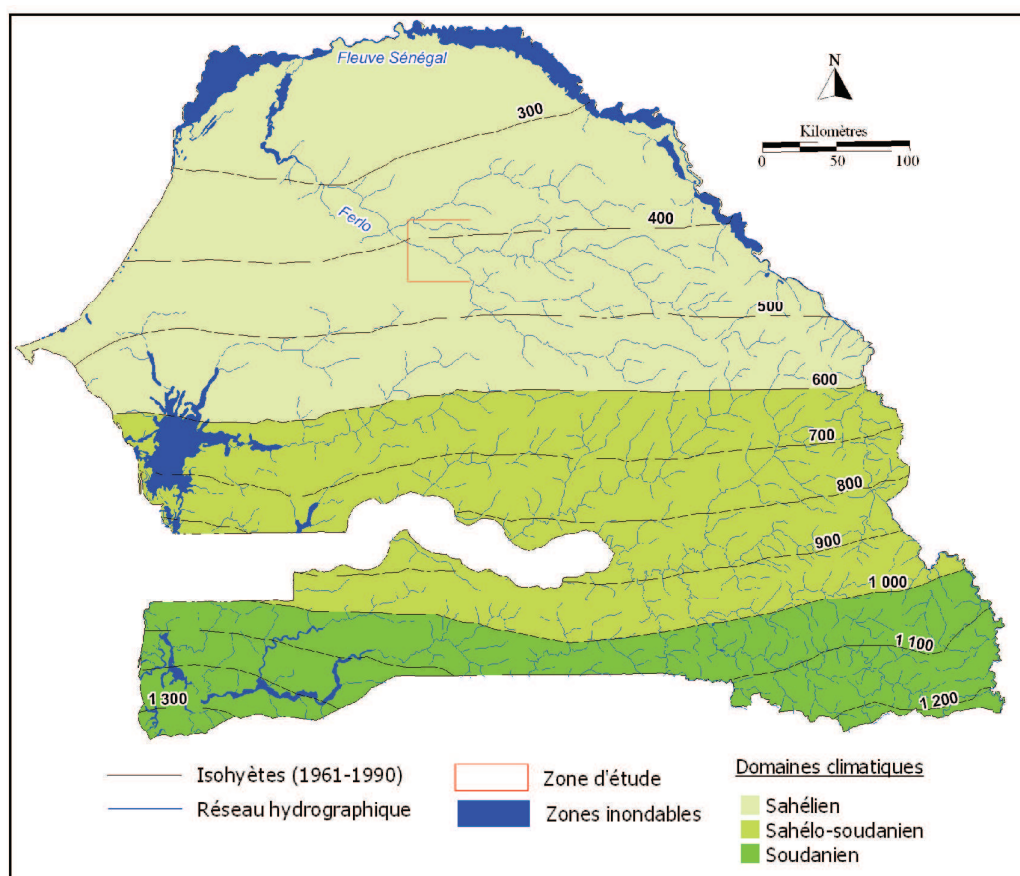 Fleuve Sénégal
N
Kilomètres
0 50 100
300
Ferlo
400
500
600
700
800
900
1 000
1 100
1 300
1 200
Isohyètes (1961-1990)
Réseau hydrographique
Zone d'étude
Zones inondables
Domaines climatiques
Sahélien
Sahélo-soudanien
Soudanien